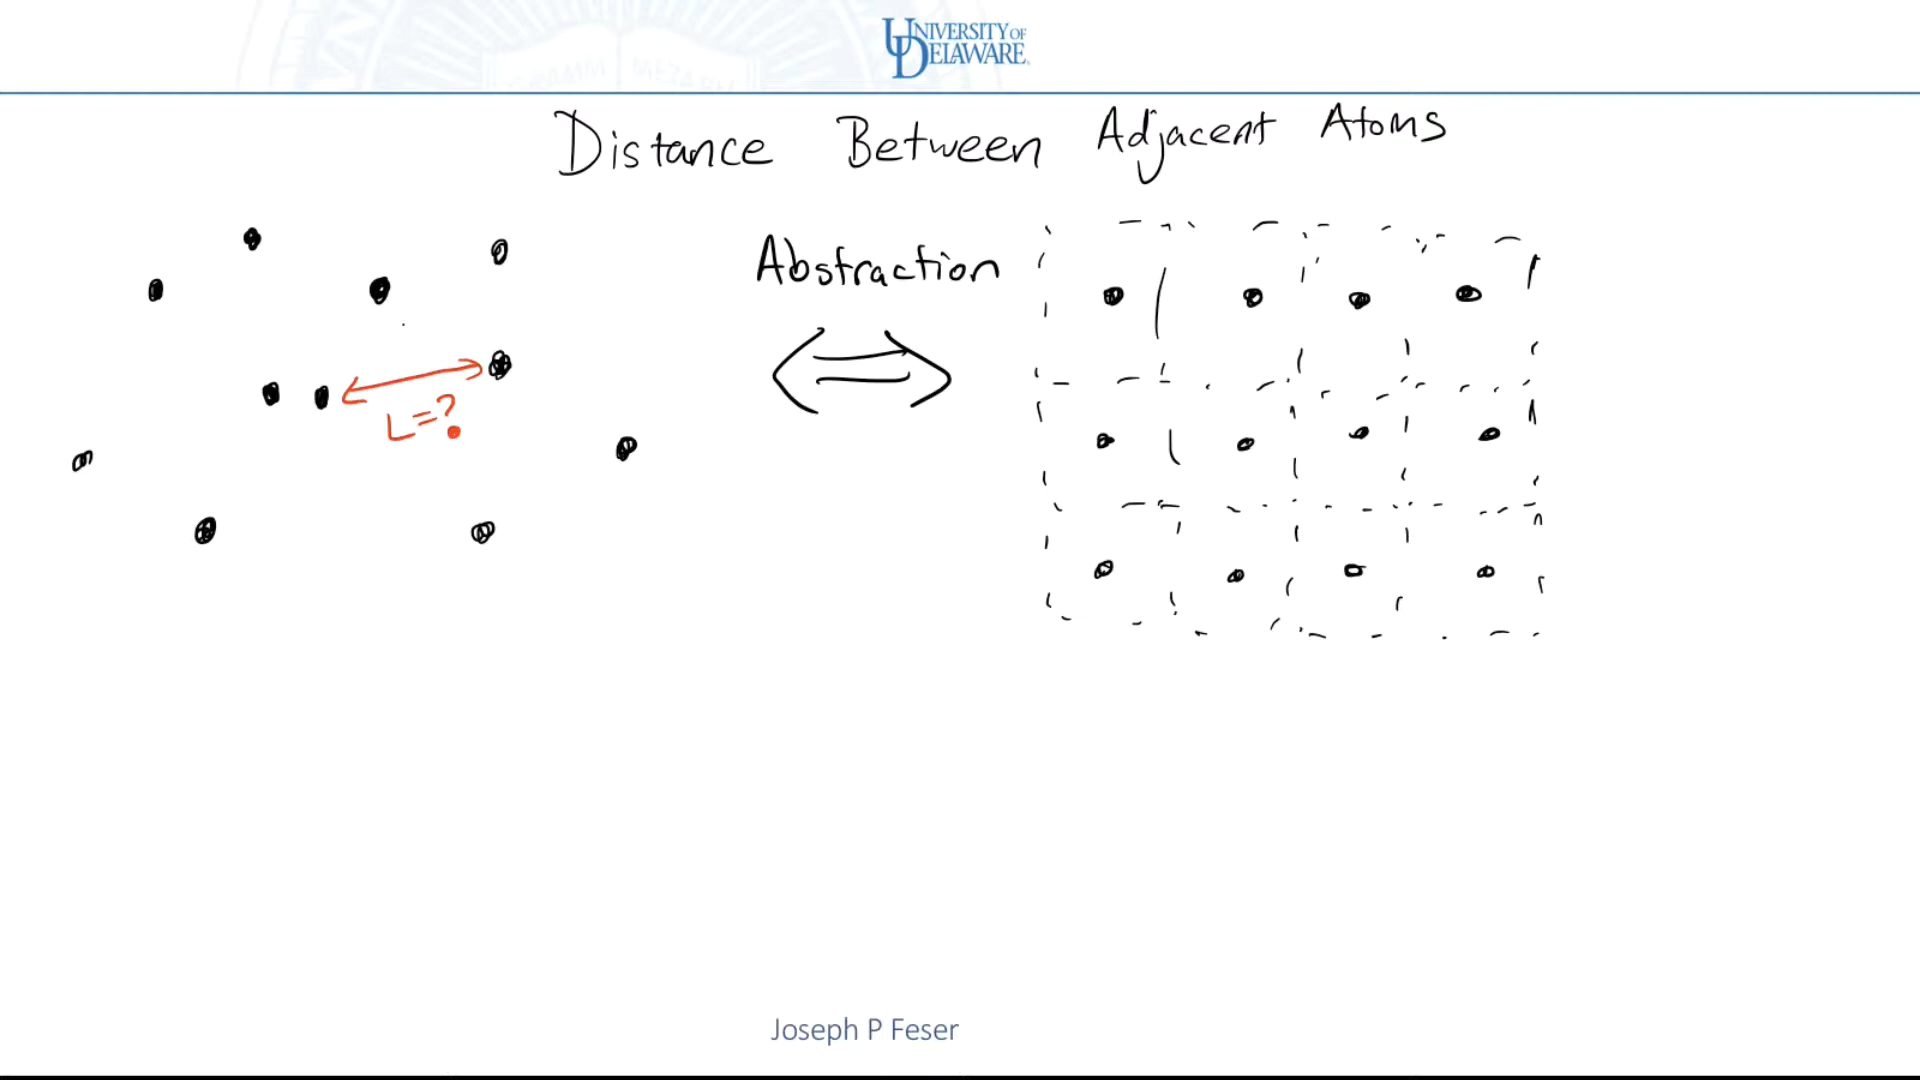 UNIVERSITY OF
DELAWARE
Distance Between Adjacent Atoms
Abstraction
L=?
Joseph P Feser